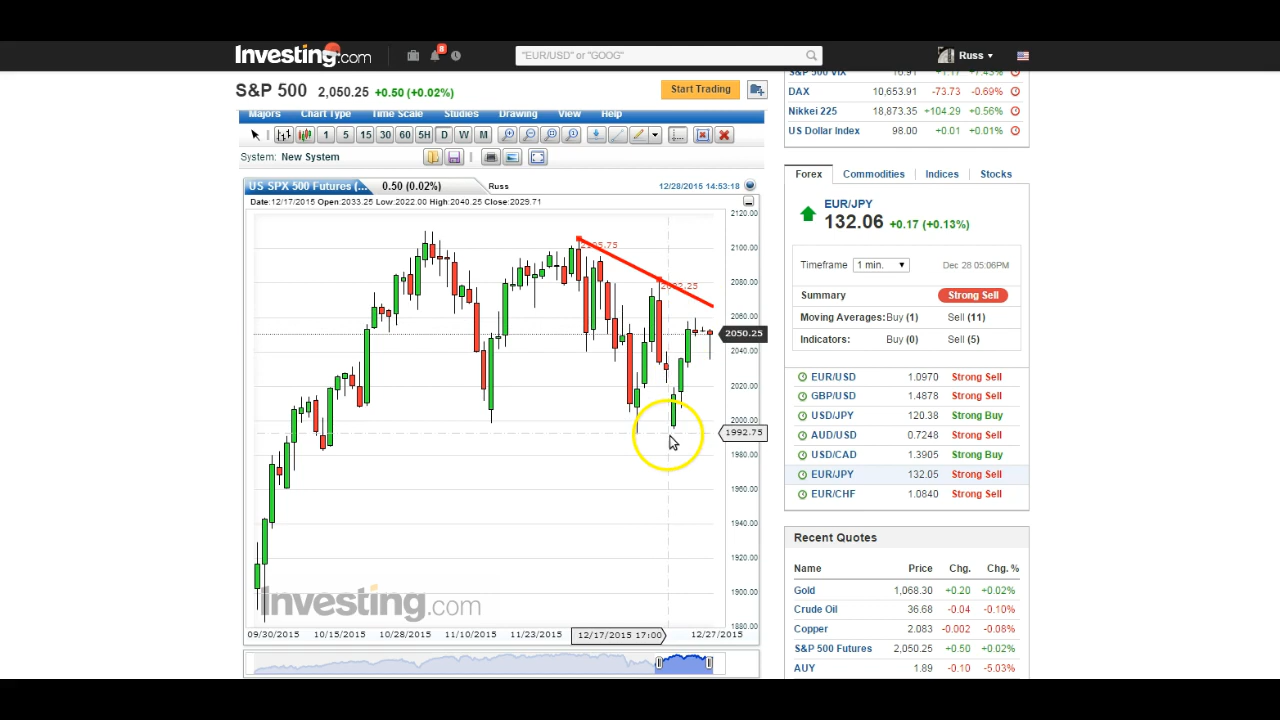 Investing.com
8
"EUR/USD" or "GOOG"
Russ
S&P 500 2,050.25 +0.50 (+0.02%)
Start Trading
Majors Chart Type Time Scale Studies Drawing View Help
1 5 15 30 60 5H D W M
System: New System
US SPX 500 Futures (... 0.50 (0.02%) Russ 12/28/2015 14:53:18
Date:12/17/2015 Open:2033.25 Low:2022.00 High:2040.25 Close:2029.71
2120.00
2100.00
2080.00
2060.00
2050.25
2040.00
2020.00
2000.00
1992.75
1980.00
1960.00
1940.00
1920.00
1900.00
1880.00
Investing.com
09/30/2015 10/15/2015 10/28/2015 11/10/2015 11/23/2015 12/17/2015 17:00 12/27/2015
S&P 500 VIX 16.91 +1.17 +7.43%
DAX 10,653.91 -73.73 -0.69%
Nikkei 225 18,873.35 +104.29 +0.56%
US Dollar Index 98.00 +0.01 +0.01%
Forex Commodities Indices Stocks
EUR/JPY
132.06 +0.17 (+0.13%)
Timeframe 1 min. Dec 28 05:06PM
Summary Strong Sell
Moving Averages: Buy (1) Sell (11)
Indicators: Buy (0) Sell (5)
EUR/USD 1.0970 Strong Sell
GBP/USD 1.4878 Strong Sell
USD/JPY 120.38 Strong Buy
AUD/USD 0.7248 Strong Sell
USD/CAD 1.3905 Strong Buy
EUR/JPY 132.05 Strong Sell
EUR/CHF 1.0840 Strong Sell
Recent Quotes
Name Price Chg. Chg. %
Gold 1,068.30 +0.20 +0.02%
Crude Oil 36.68 -0.04 -0.10%
Copper 2.083 -0.002 -0.08%
S&P 500 Futures 2,050.25 +0.50 +0.02%
AUY 1.89 -0.10 -5.03%